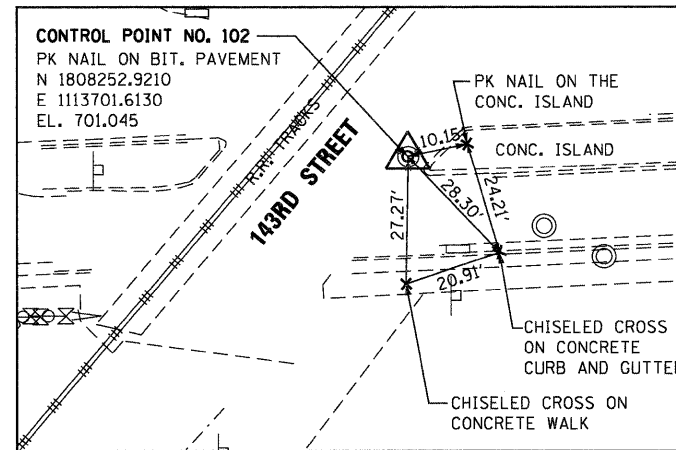 CONTROL POINT NO. 102
PK NAIL ON BIT. PAVEMENT
N 1808252.9210
E 1113701.6130
EL. 701.045
PK NAIL ON THE
CONC. ISLAND
R.R. TRACKS
143RD STREET
10.15'
CONC. ISLAND
28.30'
24.21'
27.27'
20.91'
CHISELED CROSS
ON CONCRETE
CURB AND GUTTER
CHISELED CROSS ON
CONCRETE WALK